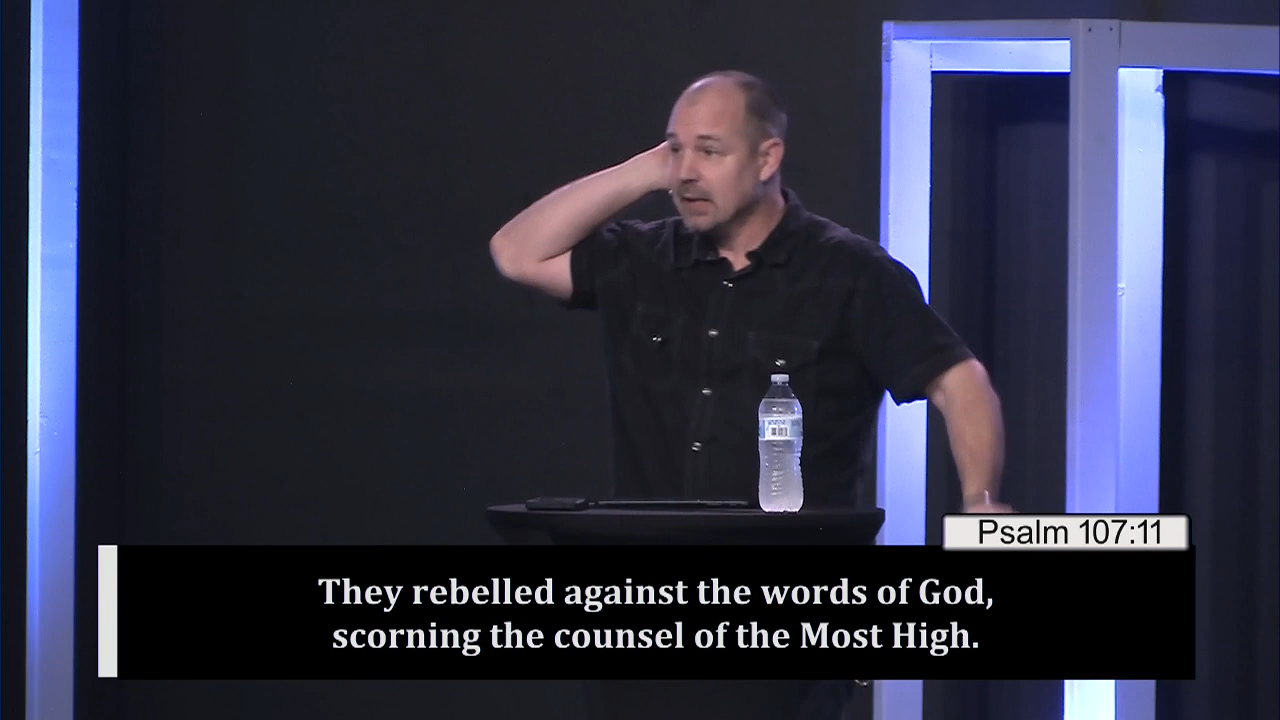 Psalm 107:11
They rebelled against the words of God,
scorning the counsel of the Most High.